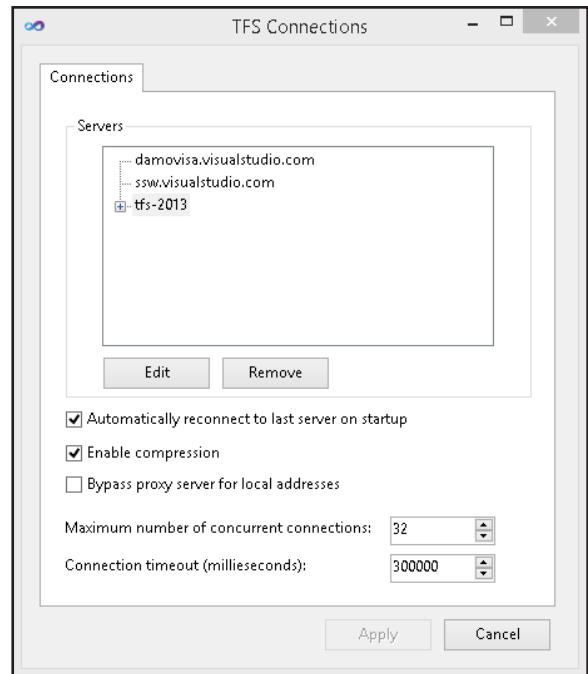 TFS Connections
Connections
Servers
damovisa.visualstudio.com
ssw.visualstudio.com
tfs-2013
Edit Remove
Automatically reconnect to last server on startup
Enable compression
Bypass proxy server for local addresses
Maximum number of concurrent connections: 32
Connection timeout (millieseconds): 300000
Apply Cancel